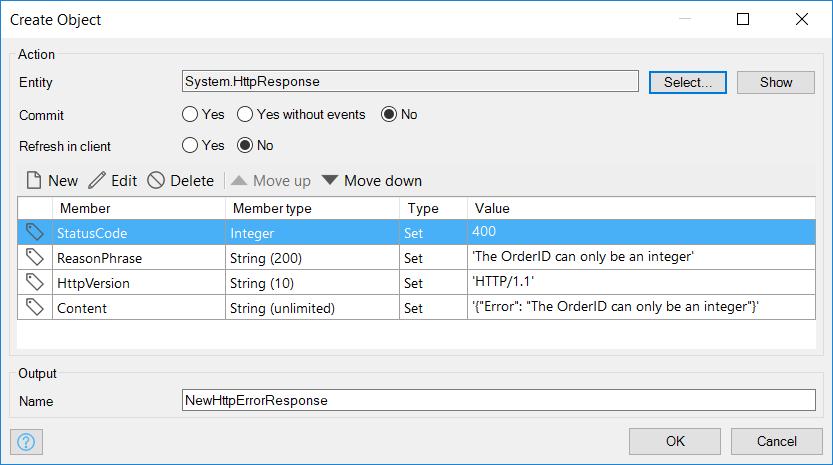 Create Object
Action
Entity System.HttpResponse Select... Show
Commit Yes Yes without events No
Refresh in client Yes No
New Edit Delete Move up Move down
Member Member type Type Value
StatusCode Integer Set 400
ReasonPhrase String (200) Set 'The OrderID can only be an integer'
HttpVersion String (10) Set 'HTTP/1.1'
Content String (unlimited) Set '{"Error": "The OrderID can only be an integer"}'
Output
Name NewHttpErrorResponse
? OK Cancel